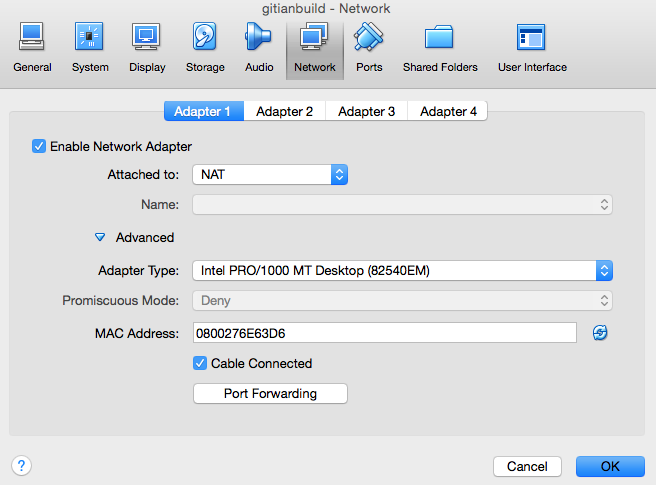 gitianbuild - Network
General System Display Storage Audio Network Ports Shared Folders User Interface
Adapter 1 Adapter 2 Adapter 3 Adapter 4
Enable Network Adapter
Attached to: NAT
Name:
Advanced
Adapter Type: Intel PRO/1000 MT Desktop (82540EM)
Promiscuous Mode: Deny
MAC Address: 0800276E63D6
Cable Connected
Port Forwarding
? Cancel OK